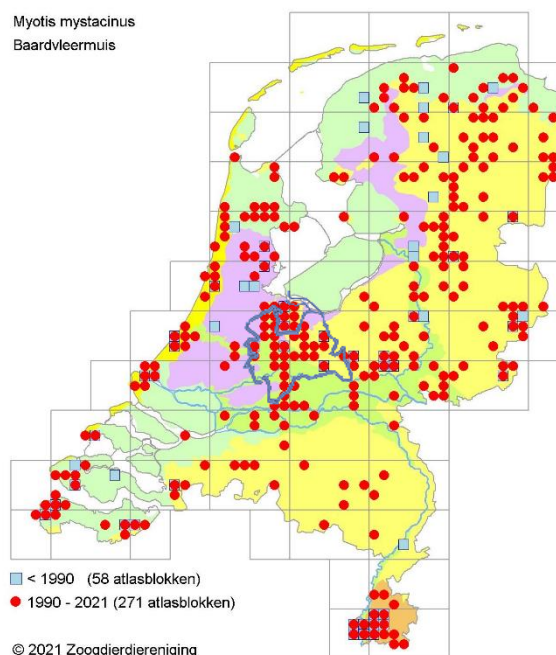 Myotis mystacinus
Baardvleermuis
< 1990 (58 atlasblokken)
1990 - 2021 (271 atlasblokken)
© 2021 Zoogdierdiereniging